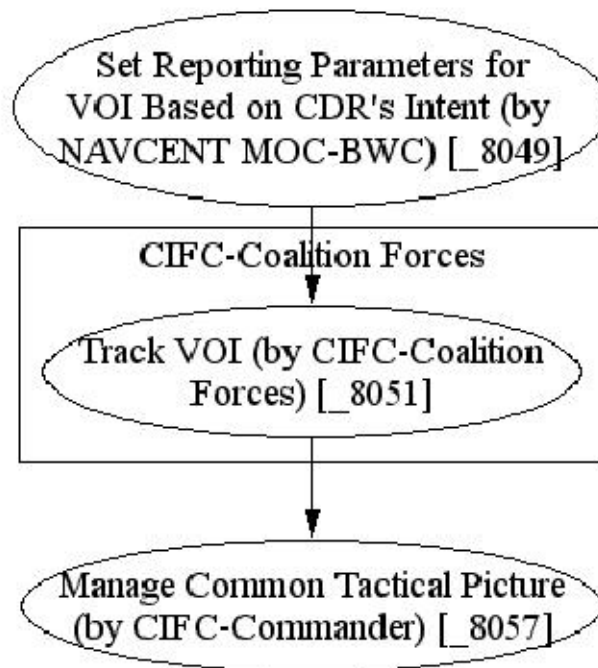 Set Reporting Parameters for
VOI Based on CDR's Intent (by
NAVCENT MOC-BWC) [_8049]
CIFC-Coalition Forces
Track VOI (by CIFC-Coalition
Forces) [_8051]
Manage Common Tactical Picture
(by CIFC-Commander) [_8057]